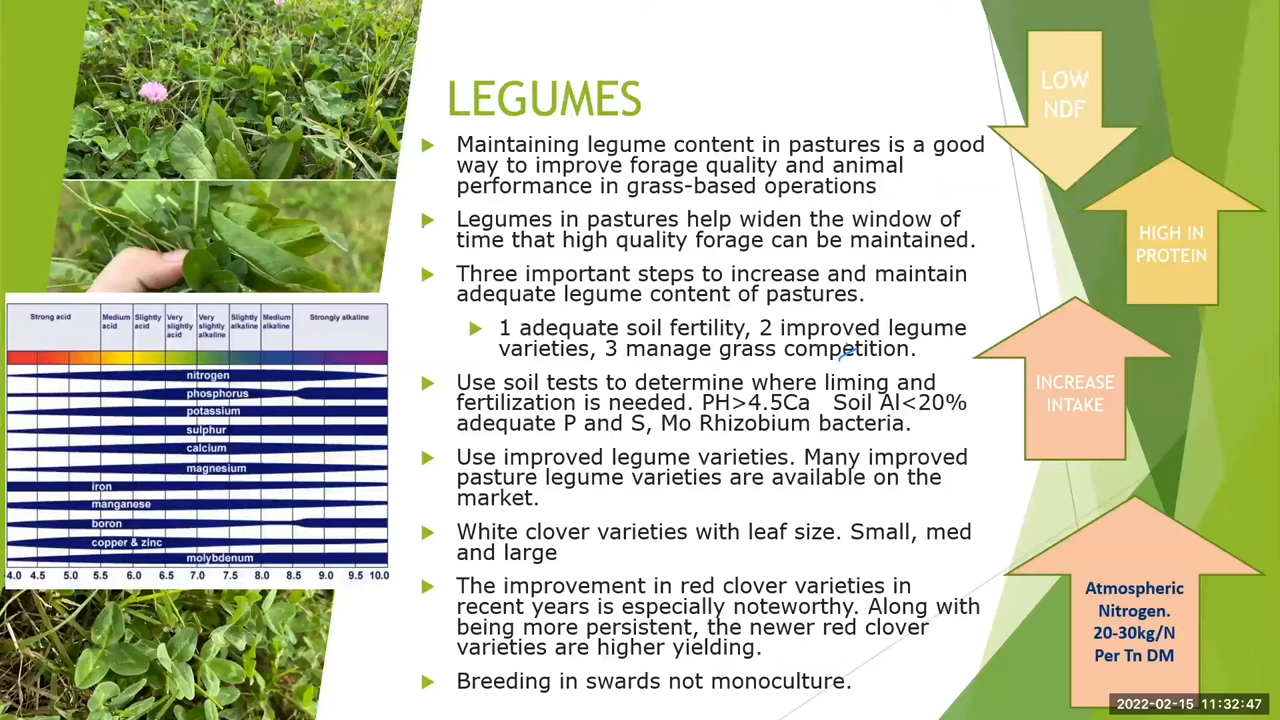 LEGUMES
Maintaining legume content in pastures is a good
way to improve forage quality and animal
performance in grass-based operations
Legumes in pastures help widen the window of
time that high quality forage can be maintained.
Three important steps to increase and maintain
adequate legume content of pastures.
1 adequate soil fertility, 2 improved legume
varieties, 3 manage grass competition.
Use soil tests to determine where liming and
fertilization is needed. PH>4.5Ca Soil Al<20%
adequate P and S, Mo Rhizobium bacteria.
Use improved legume varieties. Many improved
pasture legume varieties are available on the
market.
White clover varieties with leaf size. Small, med
and large
The improvement in red clover varieties in
recent years is especially noteworthy. Along with
being more persistent, the newer red clover
varieties are higher yielding.
Breeding in swards not monoculture.
Strong acid
Medium
acid
Slightly
acid
Very
slightly
acid
Very
slightly
alkaline
Slightly
alkaline
Medium
alkaline
Strongly alkaline
nitrogen
phosphorus
potassium
sulphur
calcium
magnesium
iron
manganese
boron
copper & zinc
molybdenum
4.0 4.5 5.0 5.5 6.0 6.5 7.0 7.5 8.0 8.5 9.0 9.5 10.0
LOW
NDF
HIGH IN
PROTEIN
INCREASE
INTAKE
Atmospheric
Nitrogen.
20-30kg/N
Per Tn DM
2022-02-15 11:32:47